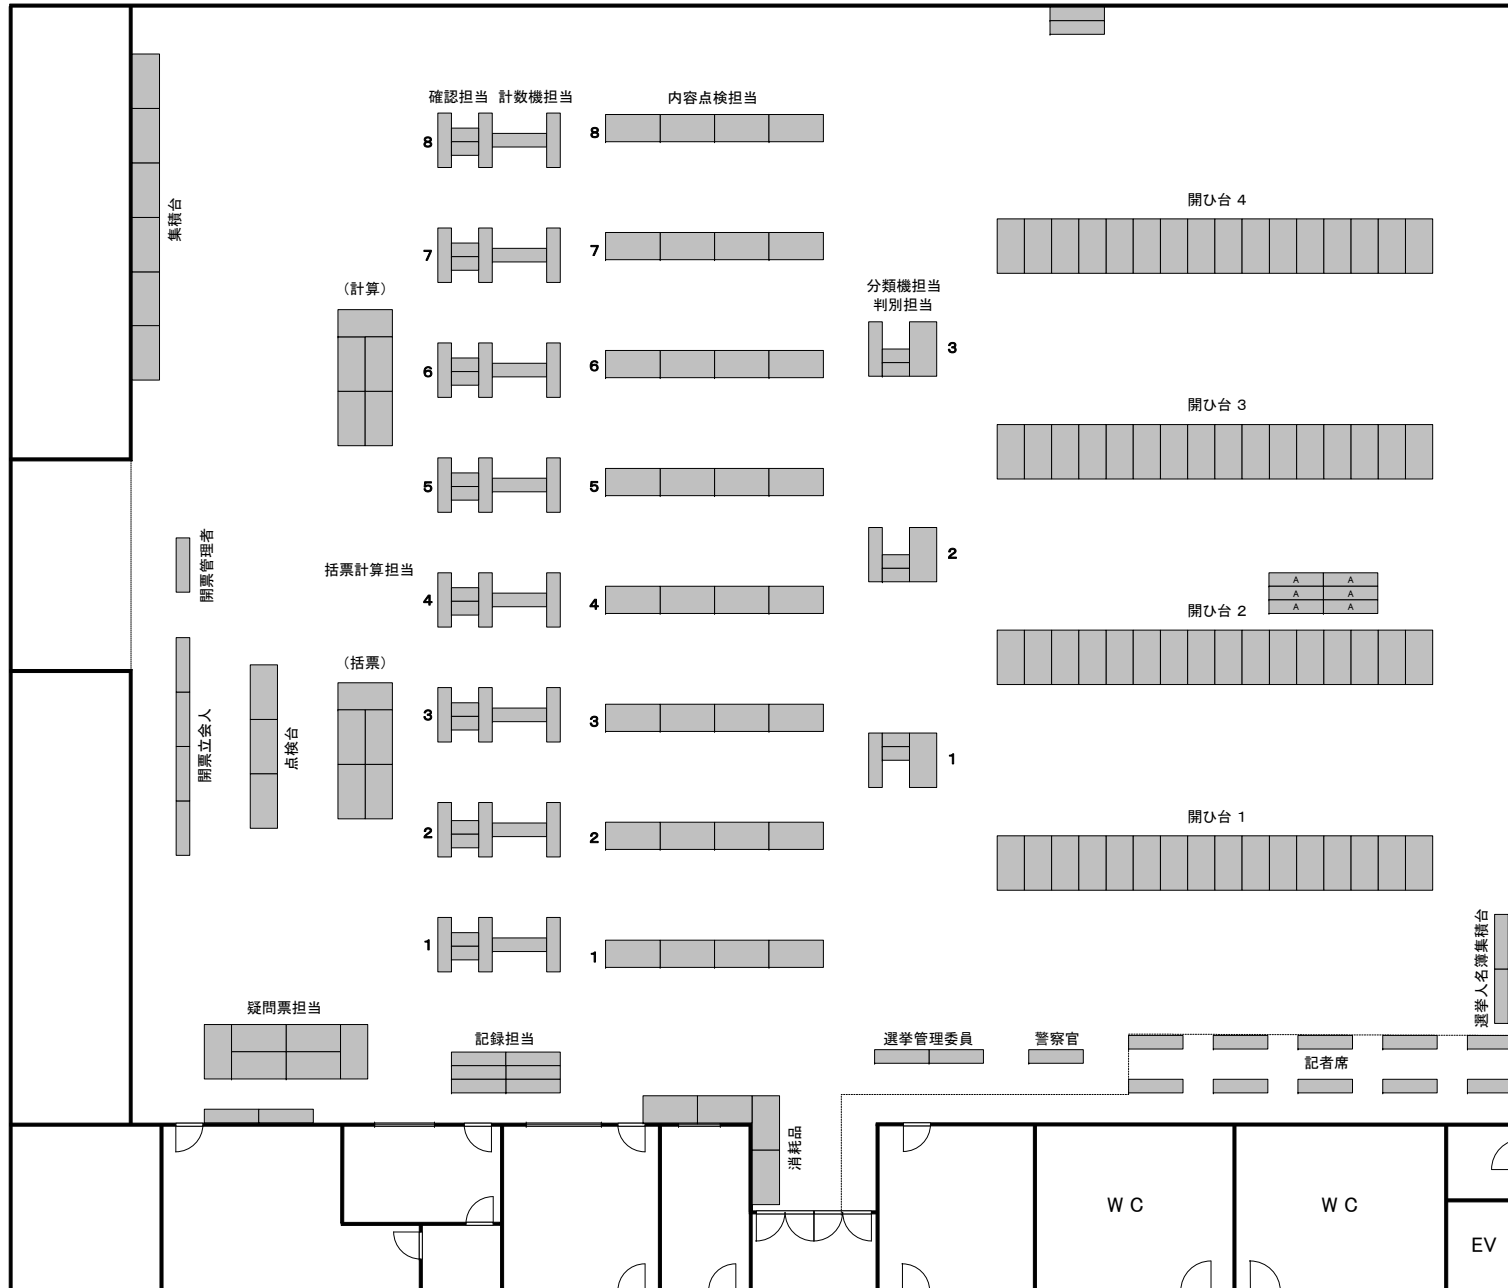 確認担当 計数機担当
内容点検担当
8
8
開ひ台 4
集積台
7
7
（計算）
分類機担当
判別担当
3
6
6
開ひ台 3
5
5
2
開票管理者
括票計算担当
4
4
A A
A A
A A
開ひ台 2
（括票）
開票立会人
点検台
3
3
1
開ひ台 1
2
2
選挙人名簿集積台
1
1
疑問票担当
記録担当
選挙管理委員
警察官
記者席
消耗品
ＷＣ
ＷＣ
EV